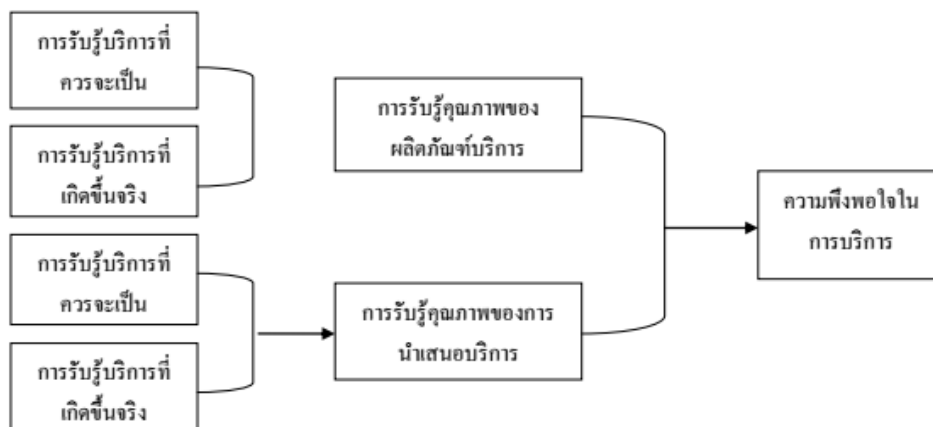 การรับรู้บริการที่
ควรจะเป็น
การรับรู้บริการที่
เกิดขึ้นจริง
การรับรู้บริการที่
ควรจะเป็น
การรับรู้บริการที่
เกิดขึ้นจริง
การรับรู้คุณภาพของ
ผลิตภัณฑ์บริการ
การรับรู้คุณภาพของการ
นำเสนอบริการ
ความพึงพอใจใน
การบริการ